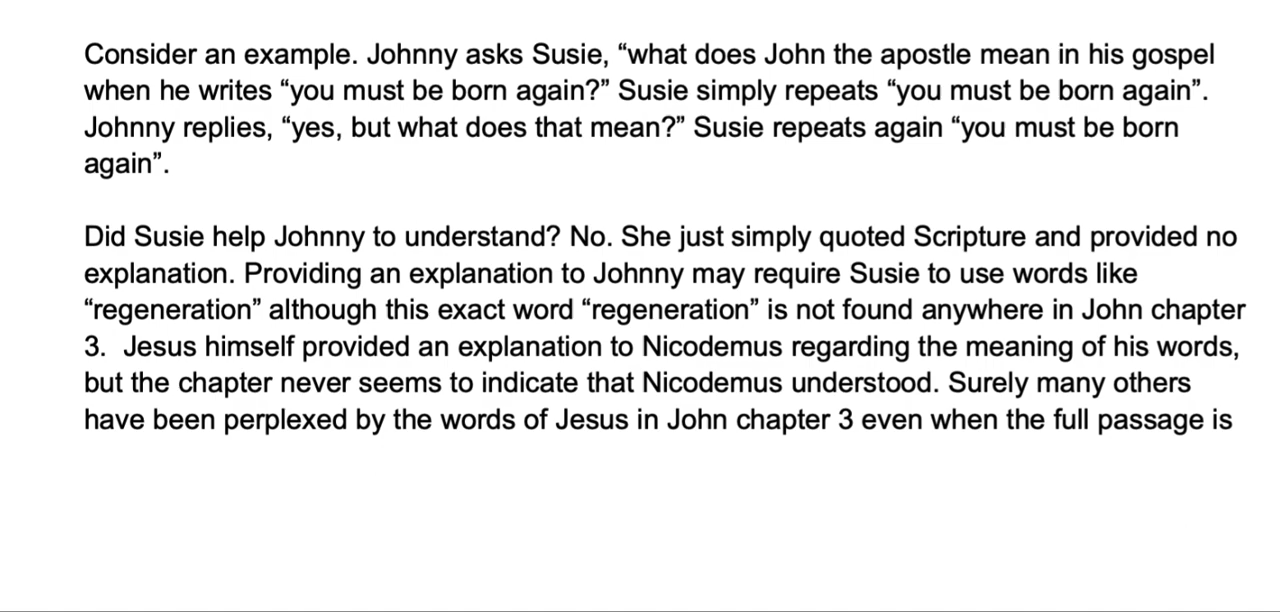 Consider an example. Johnny asks Susie, “what does John the apostle mean in his gospel
when he writes “you must be born again?” Susie simply repeats “you must be born again”.
Johnny replies, “yes, but what does that mean?” Susie repeats again “you must be born
again”.
Did Susie help Johnny to understand? No. She just simply quoted Scripture and provided no
explanation. Providing an explanation to Johnny may require Susie to use words like
“regeneration” although this exact word “regeneration” is not found anywhere in John chapter
3.  Jesus himself provided an explanation to Nicodemus regarding the meaning of his words,
but the chapter never seems to indicate that Nicodemus understood. Surely many others
have been perplexed by the words of Jesus in John chapter 3 even when the full passage is